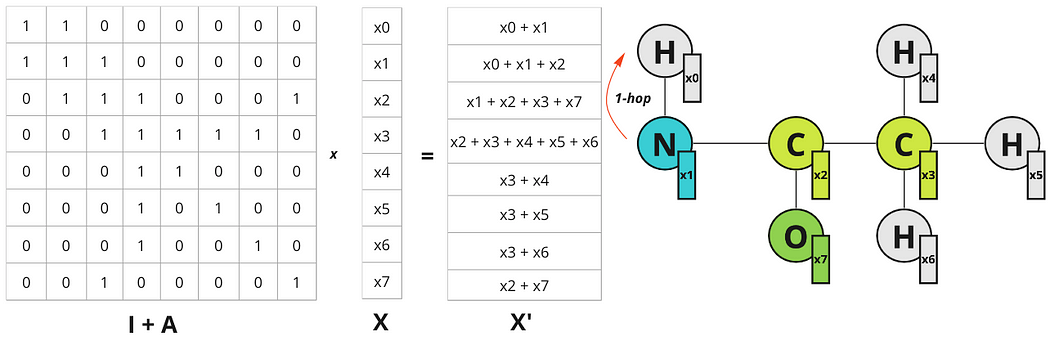 1 1 0 0 0 0 0 0
1 1 1 0 0 0 0 0
0 1 1 1 0 0 0 1
0 0 1 1 1 1 1 0
0 0 0 1 1 0 0 0
0 0 0 1 0 1 0 0
0 0 0 1 0 0 1 0
0 0 1 0 0 0 0 1
I + A
x
x0
x1
x2
x3
x4
x5
x6
x7
X
=
x0 + x1
x0 + x1 + x2
x1 + x2 + x3 + x7
x2 + x3 + x4 + x5 + x6
x3 + x4
x3 + x5
x3 + x6
x2 + x7
X'
H
x0
H
x4
1-hop
N
x1
C
x2
C
x3
H
x5
O
x7
H
x6